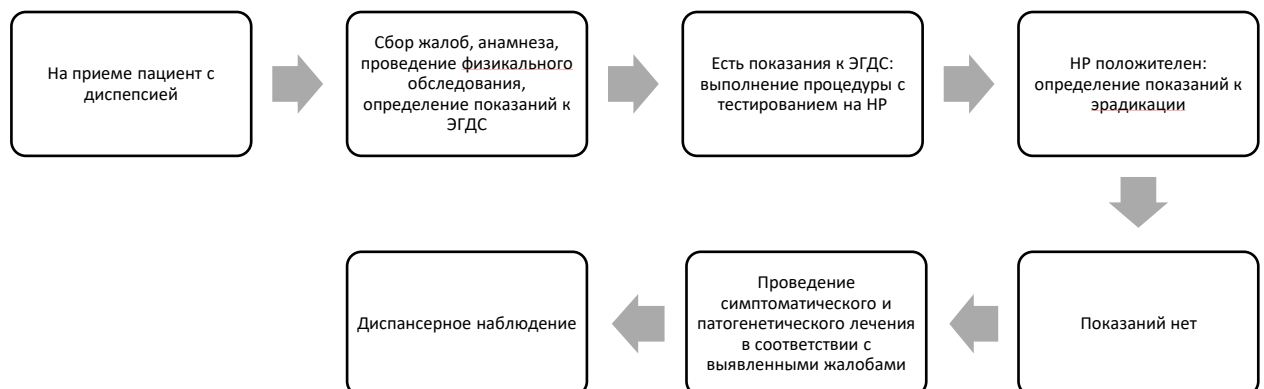 На приеме пациент с
диспепсией
Сбор жалоб, анамнеза,
проведение физикального
обследования,
определение показаний к
ЭГДС
Есть показания к ЭГДС:
выполнение процедуры с
тестированием на HP
HP положителен:
определение показаний к
эрадикации
Показаний нет
Проведение
симптоматического и
патогенетического лечения
в соответствии с
выявленными жалобами
Диспансерное наблюдение